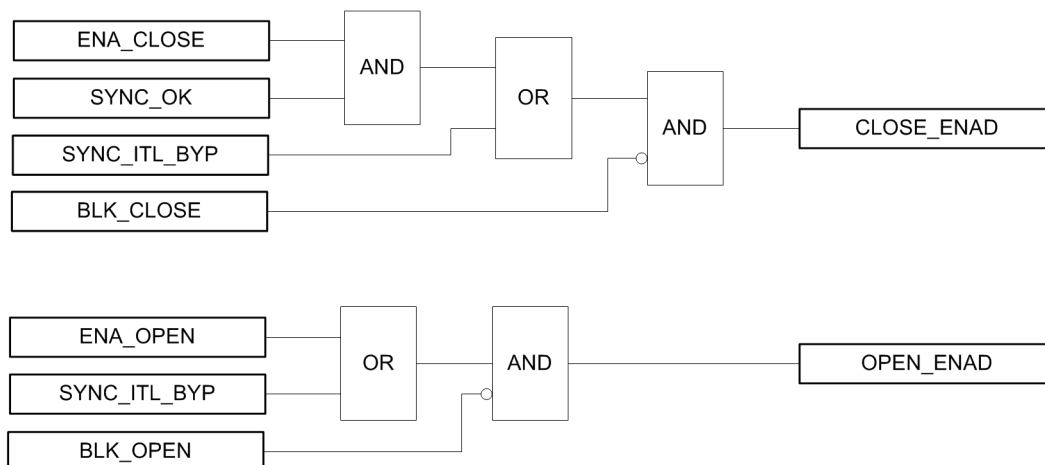 ENA_CLOSE
SYNC_OK
SYNC_ITL_BYP
BLK_CLOSE
AND
OR
AND
CLOSE_ENAD
ENA_OPEN
SYNC_ITL_BYP
BLK_OPEN
OR
AND
OPEN_ENAD